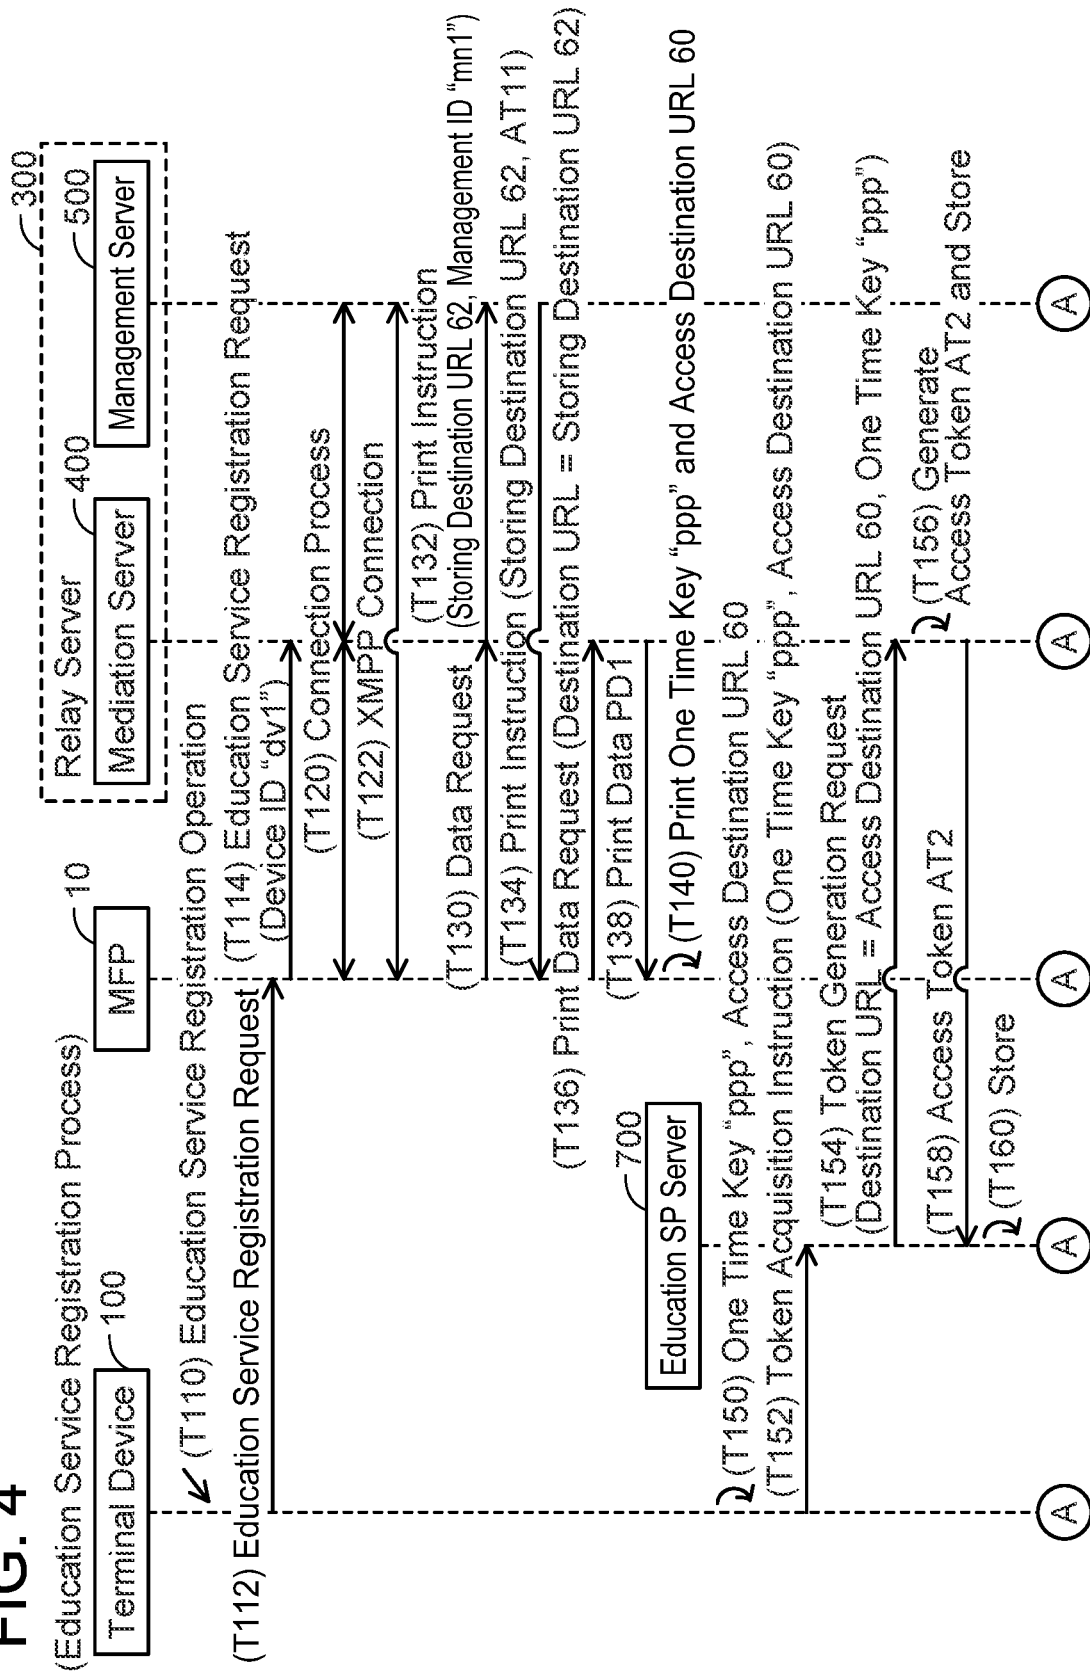 FIG. 4
(Education Service Registration Process)
300
Relay Server
Terminal Device
100
MFP
10
Mediation Server
400
Management Server
500
(T110) Education Service Registration Operation
(T112) Education Service Registration Request
(T114) Education Service Registration Request
(Device ID "dv1")
(T120) Connection Process
(T122) XMPP Connection
(T130) Data Request
(T132) Print Instruction
(Storing Destination URL 62, Management ID "mn1")
(T134) Print Instruction (Storing Destination URL 62, AT11)
(T136) Print Data Request (Destination URL = Storing Destination URL 62)
(T138) Print Data PD1
(T140) Print One Time Key "ppp" and Access Destination URL 60
Education SP Server
700
(T150) One Time Key "ppp", Access Destination URL 60
(T152) Token Acquisition Instruction (One Time Key "ppp", Access Destination URL 60)
(T154) Token Generation Request
(Destination URL = Access Destination URL 60, One Time Key "ppp")
(T156) Generate
Access Token AT2 and Store
(T158) Access Token AT2
(T160) Store
A
A
A
A
A